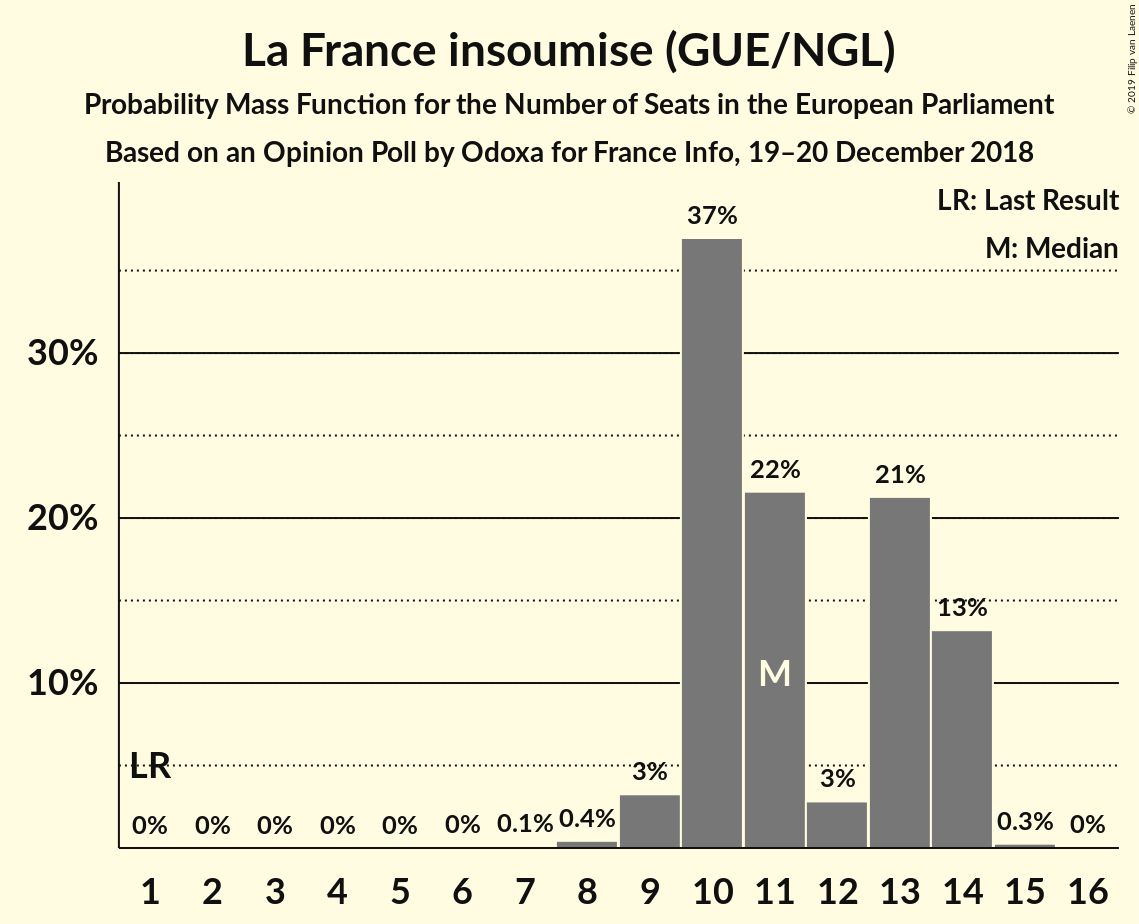 La France insoumise (GUE/NGL)
Probability Mass Function for the Number of Seats in the European Parliament
Based on an Opinion Poll by Odoxa for France Info, 19–20 December 2018
© 2019 Filip van Laenen
LR: Last Result
M: Median
37%
30%
22%
21%
20%
13%
10%
M
LR
0%
0%
0%
0%
0%
0%
0.1%
0.4%
3%
3%
0.3%
0%
1 2 3 4 5 6 7 8 9 10 11 12 13 14 15 16